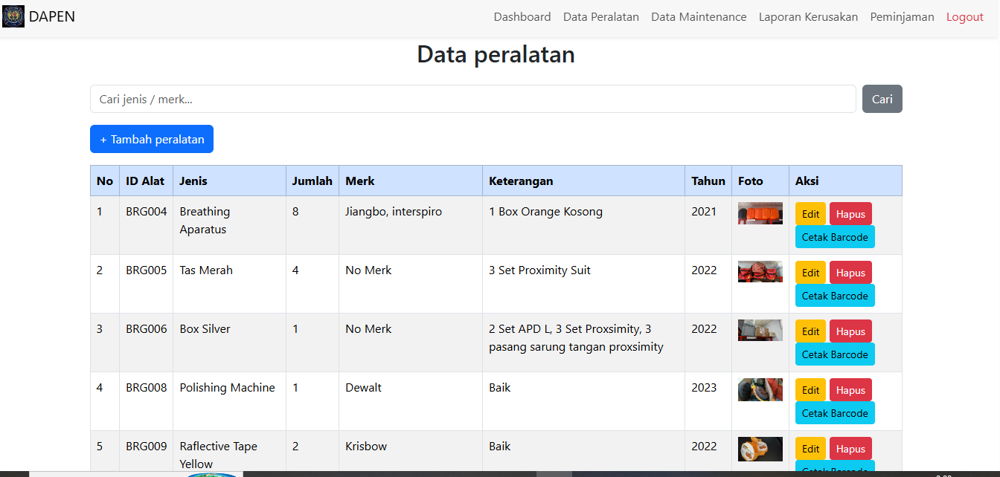 DAPEN
Dashboard Data Peralatan Data Maintenance Laporan Kerusakan Peminjaman Logout
Data peralatan
Cari jenis / merk...
Cari
+ Tambah peralatan
No ID Alat Jenis Jumlah Merk Keterangan Tahun Foto Aksi
1 BRG004 Breathing Aparatus 8 Jiangbo, interspiro 1 Box Orange Kosong 2021 Edit Hapus
Cetak Barcode
2 BRG005 Tas Merah 4 No Merk 3 Set Proximity Suit 2022 Edit Hapus
Cetak Barcode
3 BRG006 Box Silver 1 No Merk 2 Set APD L, 3 Set Proxsimity, 3 pasang sarung tangan proxsimity 2022 Edit Hapus
Cetak Barcode
4 BRG008 Polishing Machine 1 Dewalt Baik 2023 Edit Hapus
Cetak Barcode
5 BRG009 Raflective Tape Yellow 2 Krisbow Baik 2022 Edit Hapus
Cetak Barcode